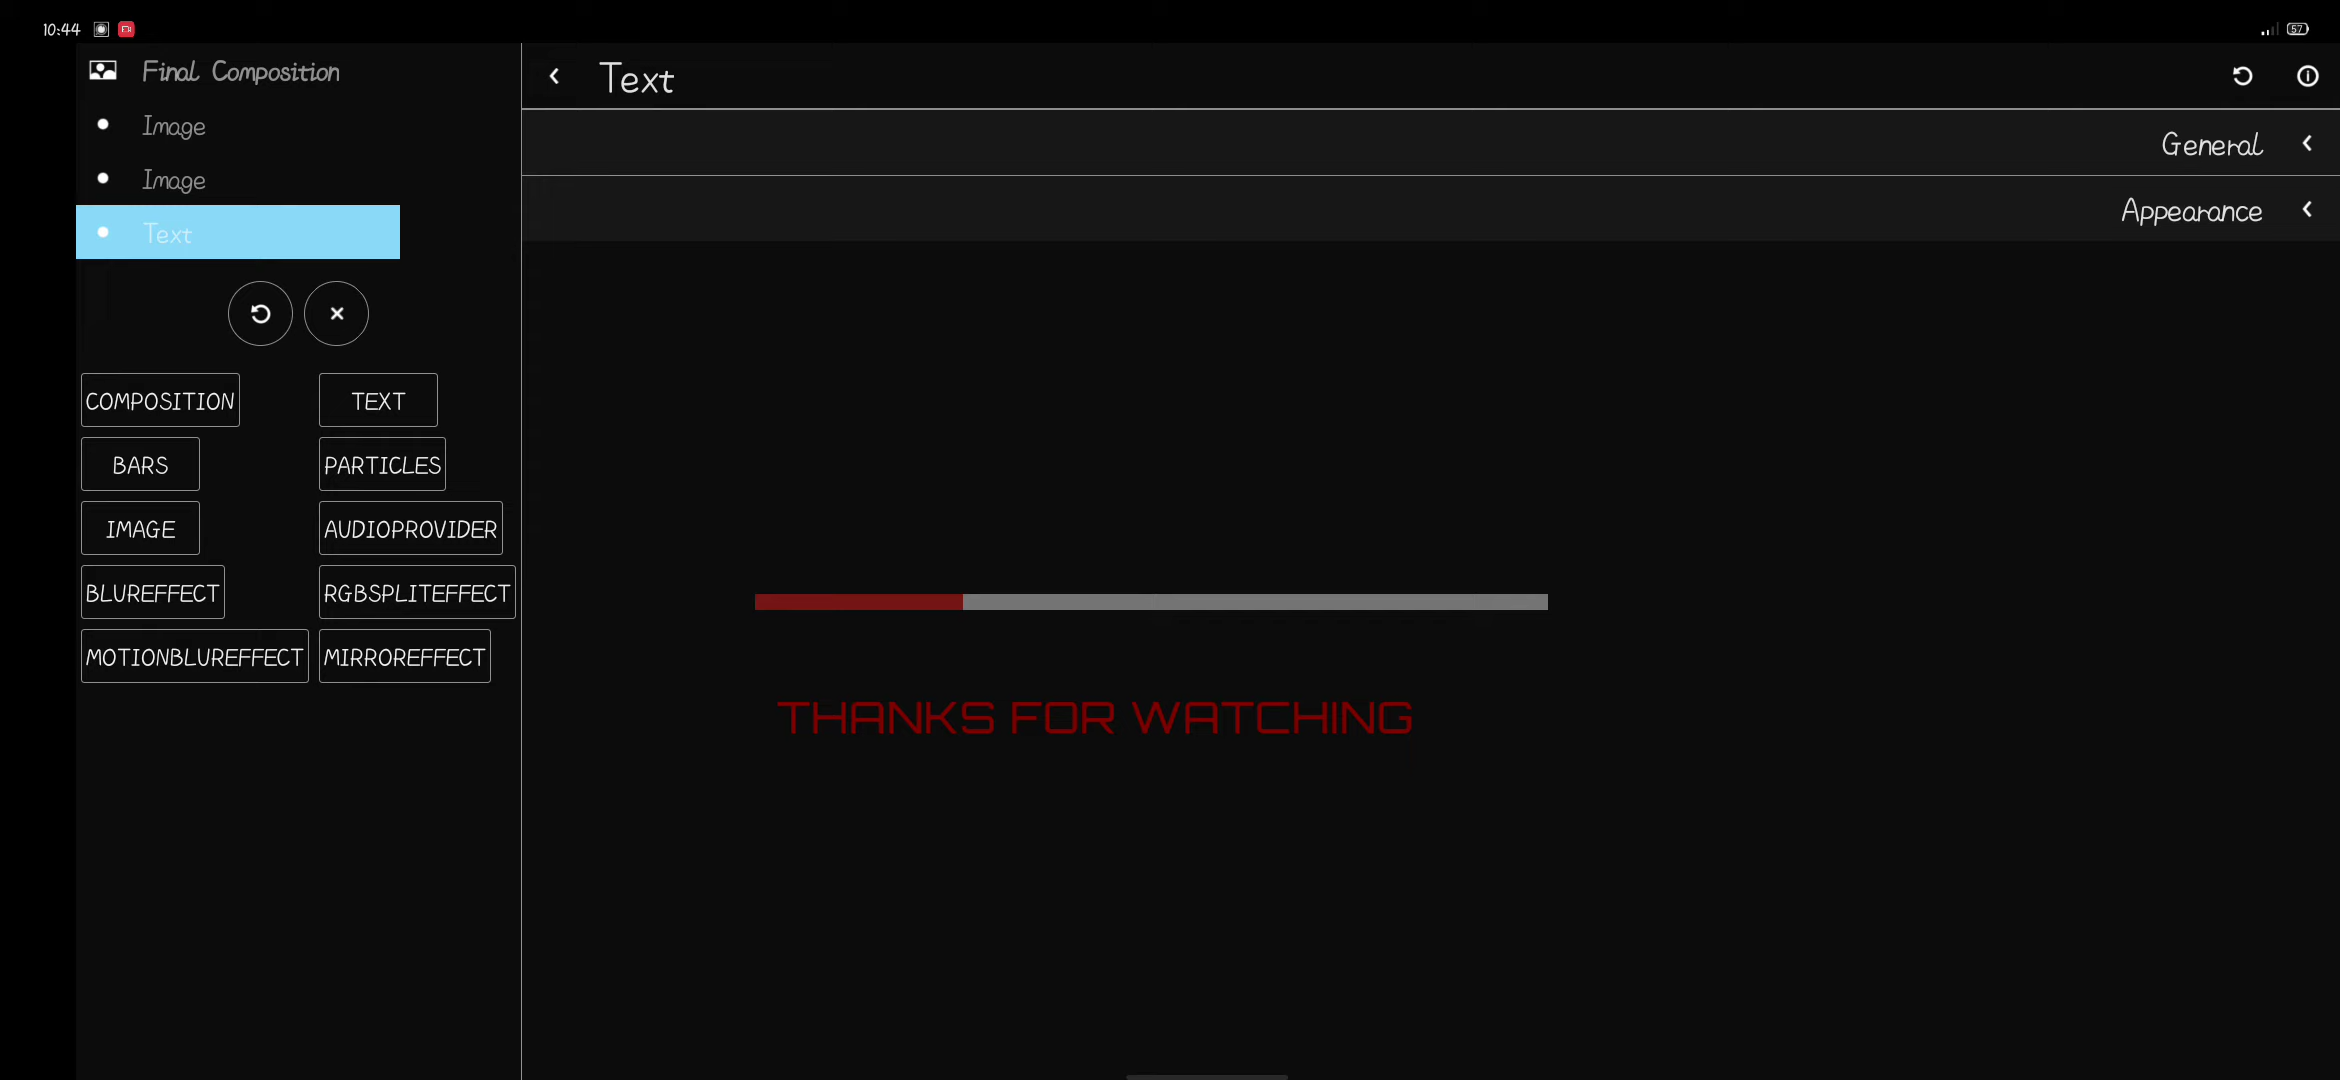 10:44
57
Final Composition
Image
Image
Text
COMPOSITION
TEXT
BARS
PARTICLES
IMAGE
AUDIOPROVIDER
BLUREFFECT
RGBSPLITEFFECT
MOTIONBLUREFFECT
MIRROREFFECT
Text
General
Appearance
THANKS FOR WATCHING